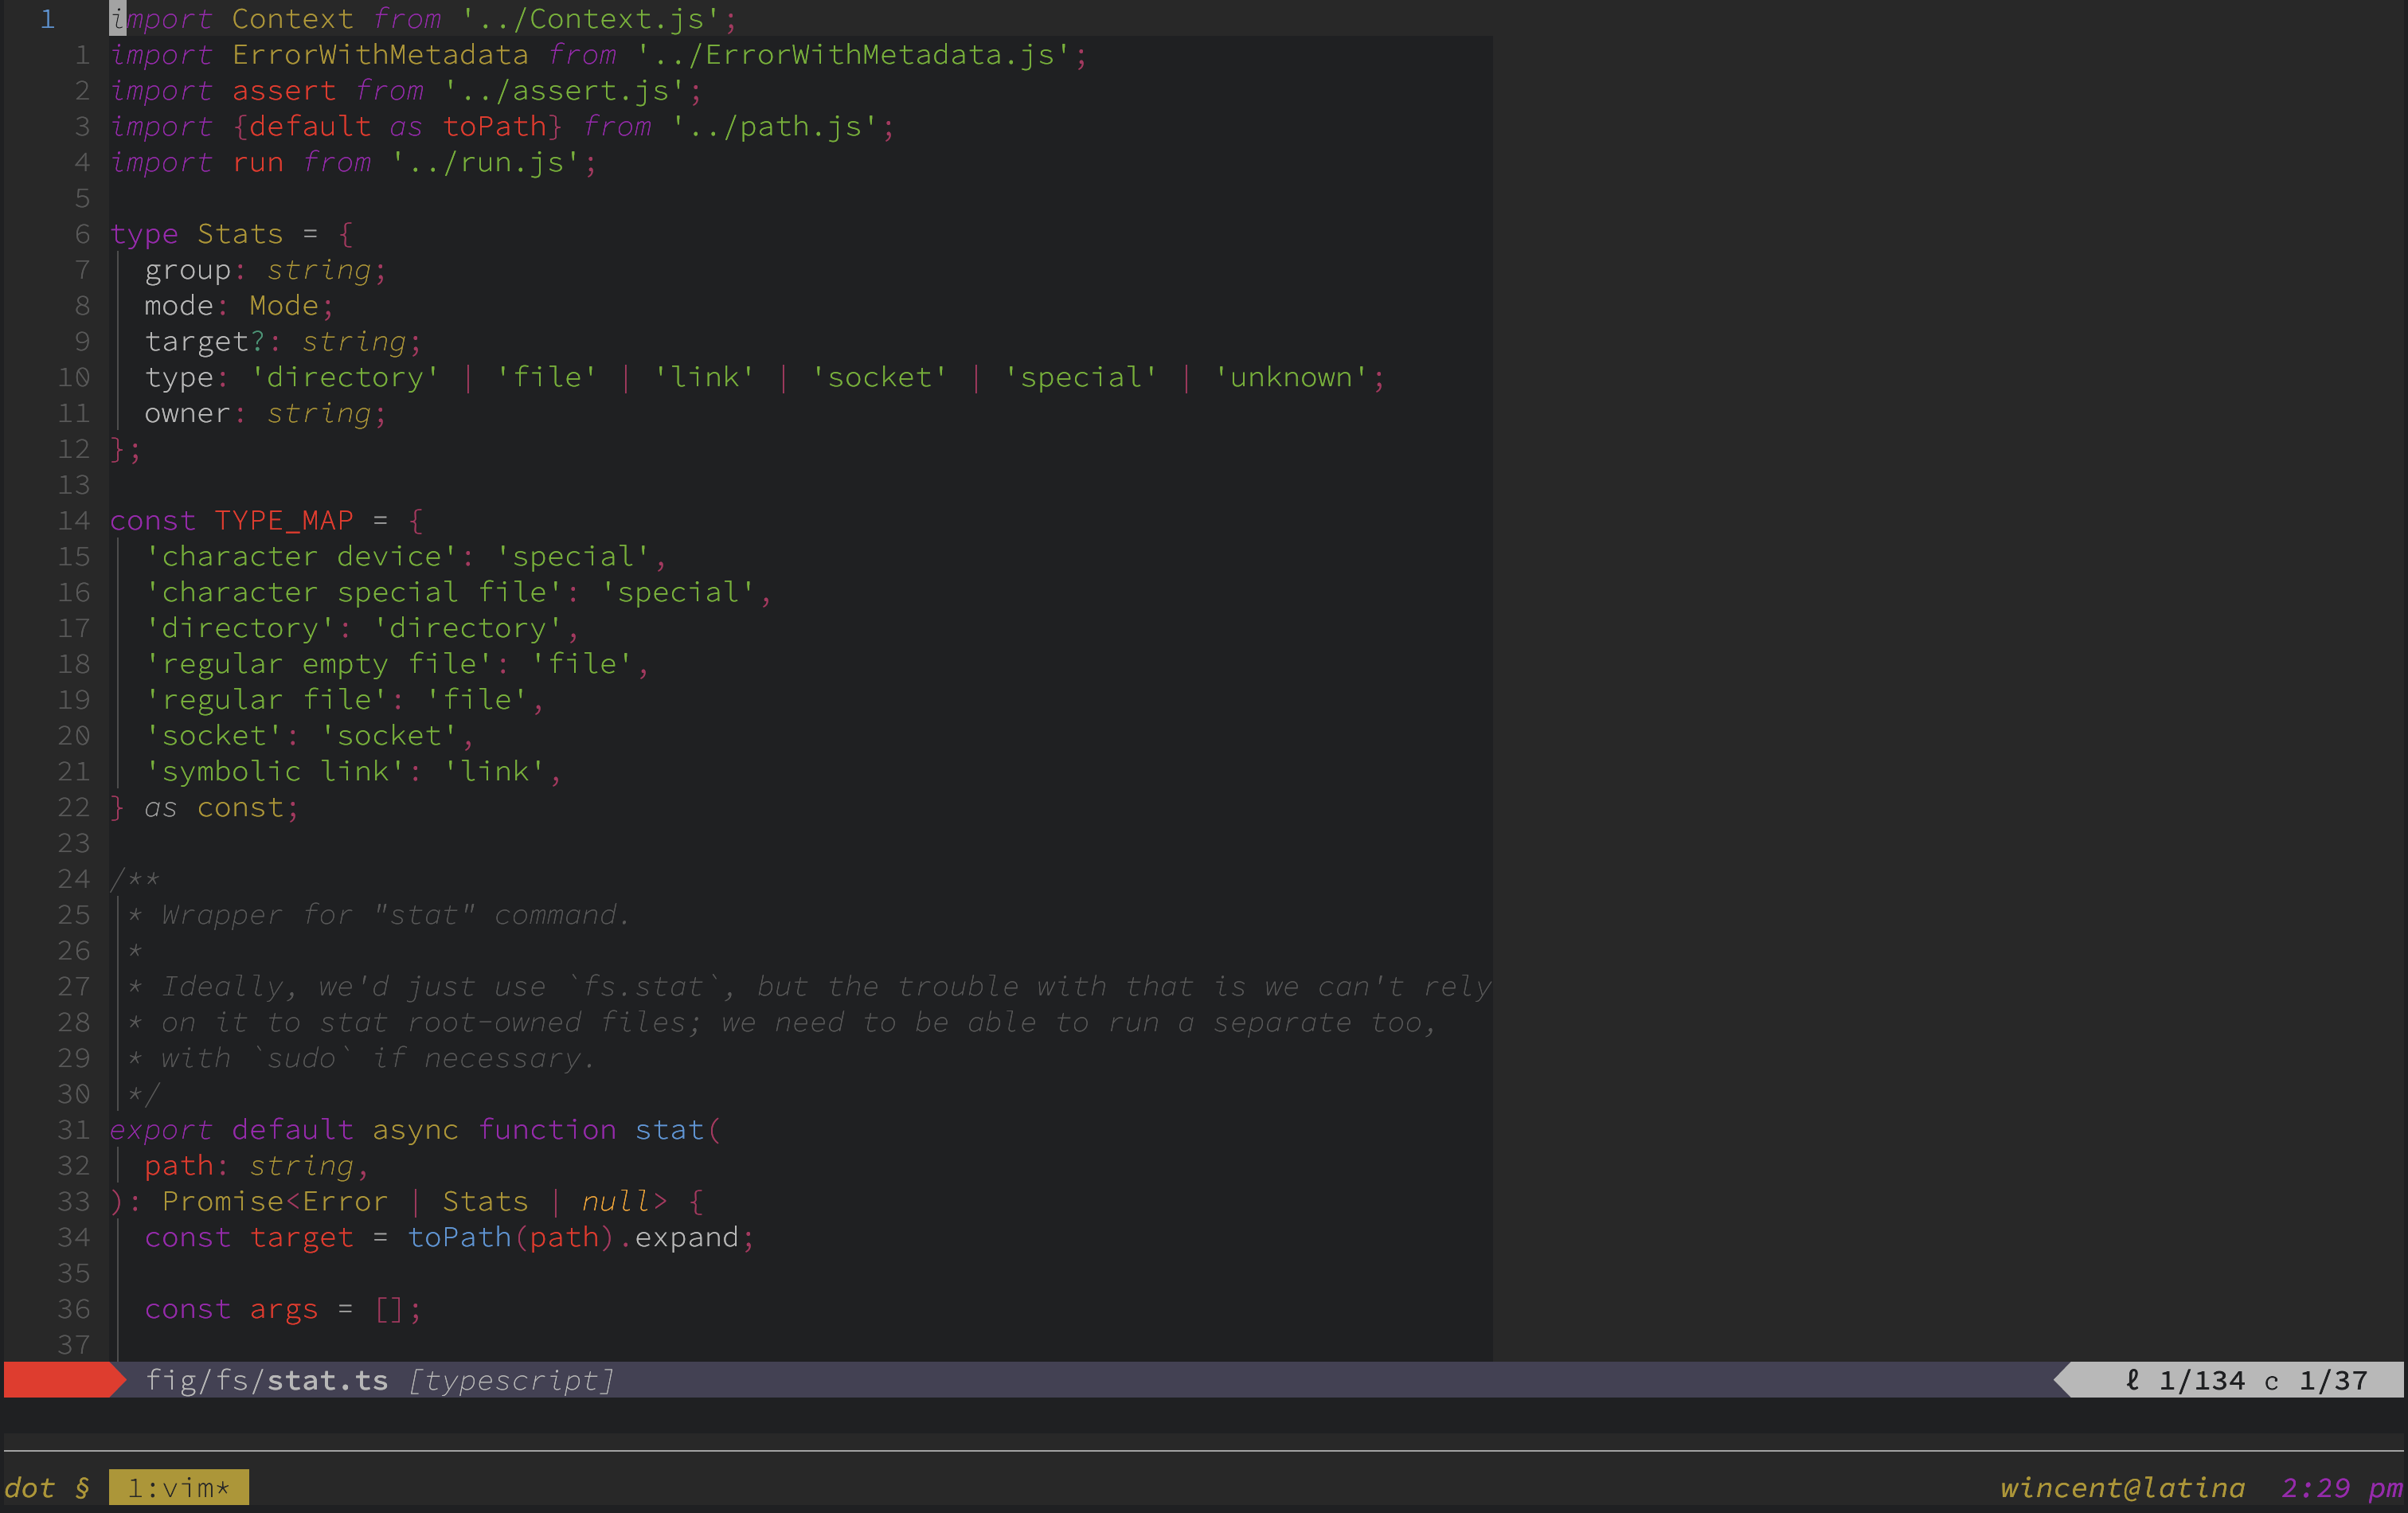 1 import Context from '../Context.js';
1 import ErrorWithMetadata from '../ErrorWithMetadata.js';
2 import assert from '../assert.js';
3 import {default as toPath} from '../path.js';
4 import run from '../run.js';
5
6 type Stats = {
7   group: string;
8   mode: Mode;
9   target?: string;
10   type: 'directory' | 'file' | 'link' | 'socket' | 'special' | 'unknown';
11   owner: string;
12 };
13
14 const TYPE_MAP = {
15   'character device': 'special',
16   'character special file': 'special',
17   'directory': 'directory',
18   'regular empty file': 'file',
19   'regular file': 'file',
20   'socket': 'socket',
21   'symbolic link': 'link',
22 } as const;
23
24 /**
25  * Wrapper for "stat" command.
26  *
27  * Ideally, we'd just use `fs.stat`, but the trouble with that is we can't rely
28  * on it to stat root-owned files; we need to be able to run a separate too,
29  * with `sudo` if necessary.
30  */
31 export default async function stat(
32   path: string,
33 ): Promise<Error | Stats | null> {
34   const target = toPath(path).expand;
35
36   const args = [];
37
fig/fs/stat.ts [typescript] ℓ 1/134 c 1/37
dot § 1:vim* wincent@latina 2:29 pm